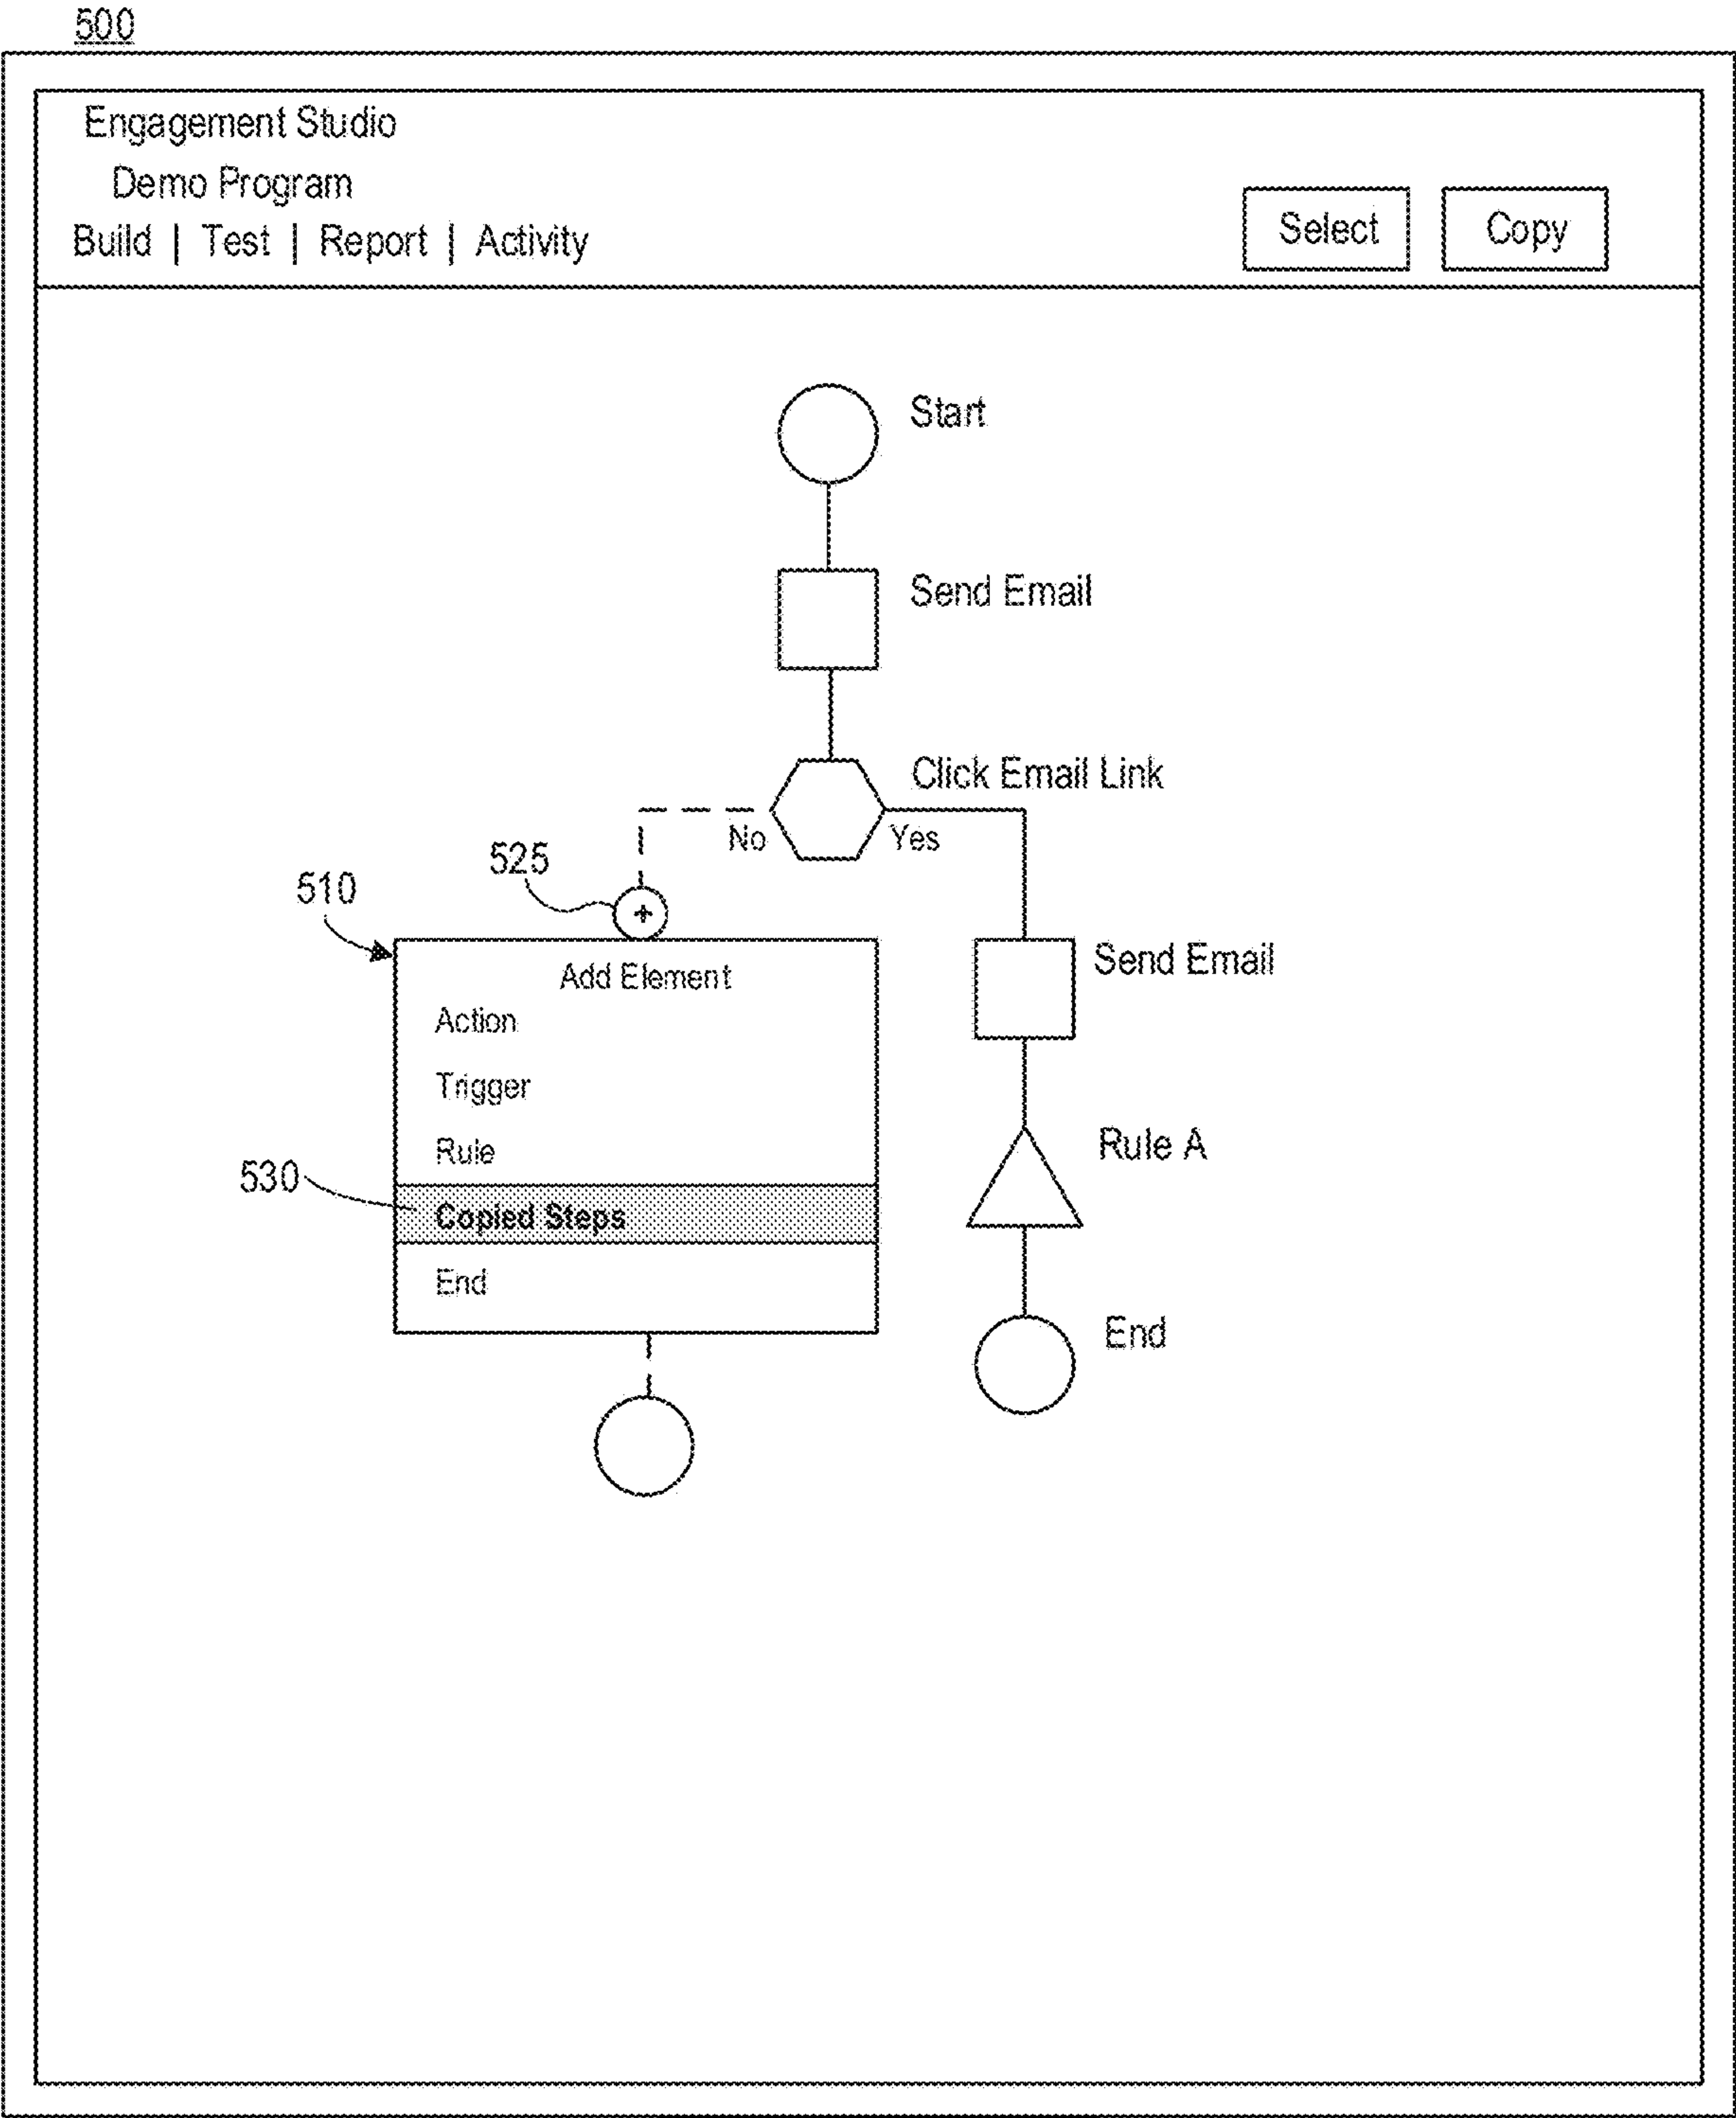 500
Engagement Studio
Demo Program
Build | Test | Report | Activity
Select
Copy
Start
Send Email
Click Email Link
No
Yes
525
+
510
Add Element
Action
Trigger
Rule
530
Copied Steps
End
Send Email
Rule A
End